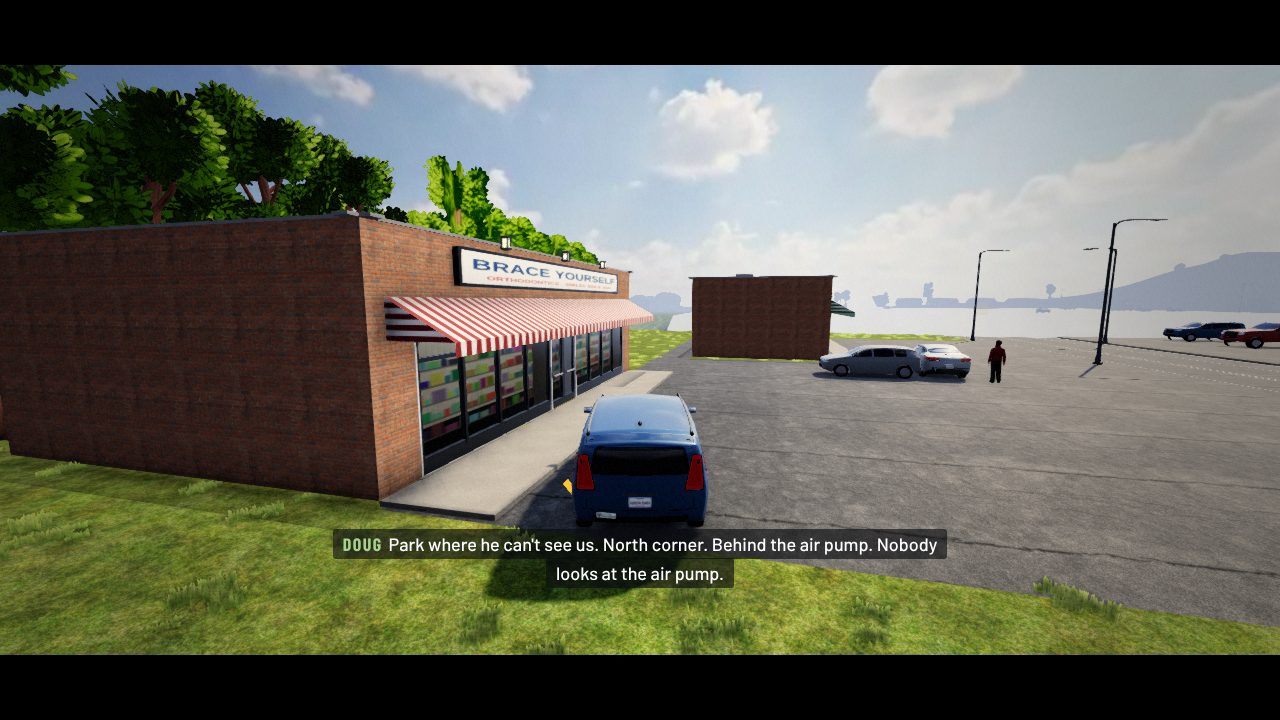 BRACE YOURSELF
ORTHODONTICS
DOUG Park where he can't see us. North corner. Behind the air pump. Nobody
looks at the air pump.